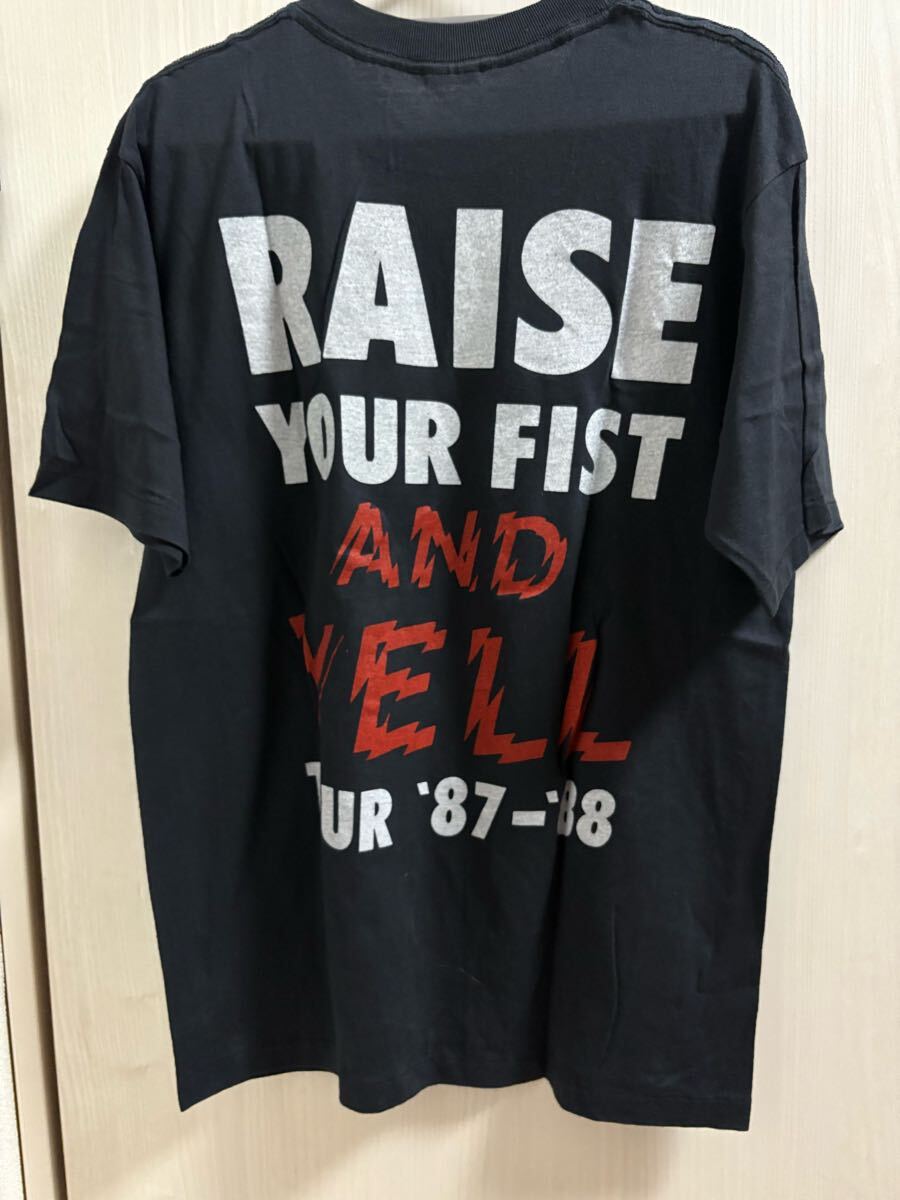 RAISE
YOUR FIST
AND
YELL
TOUR '87-'88